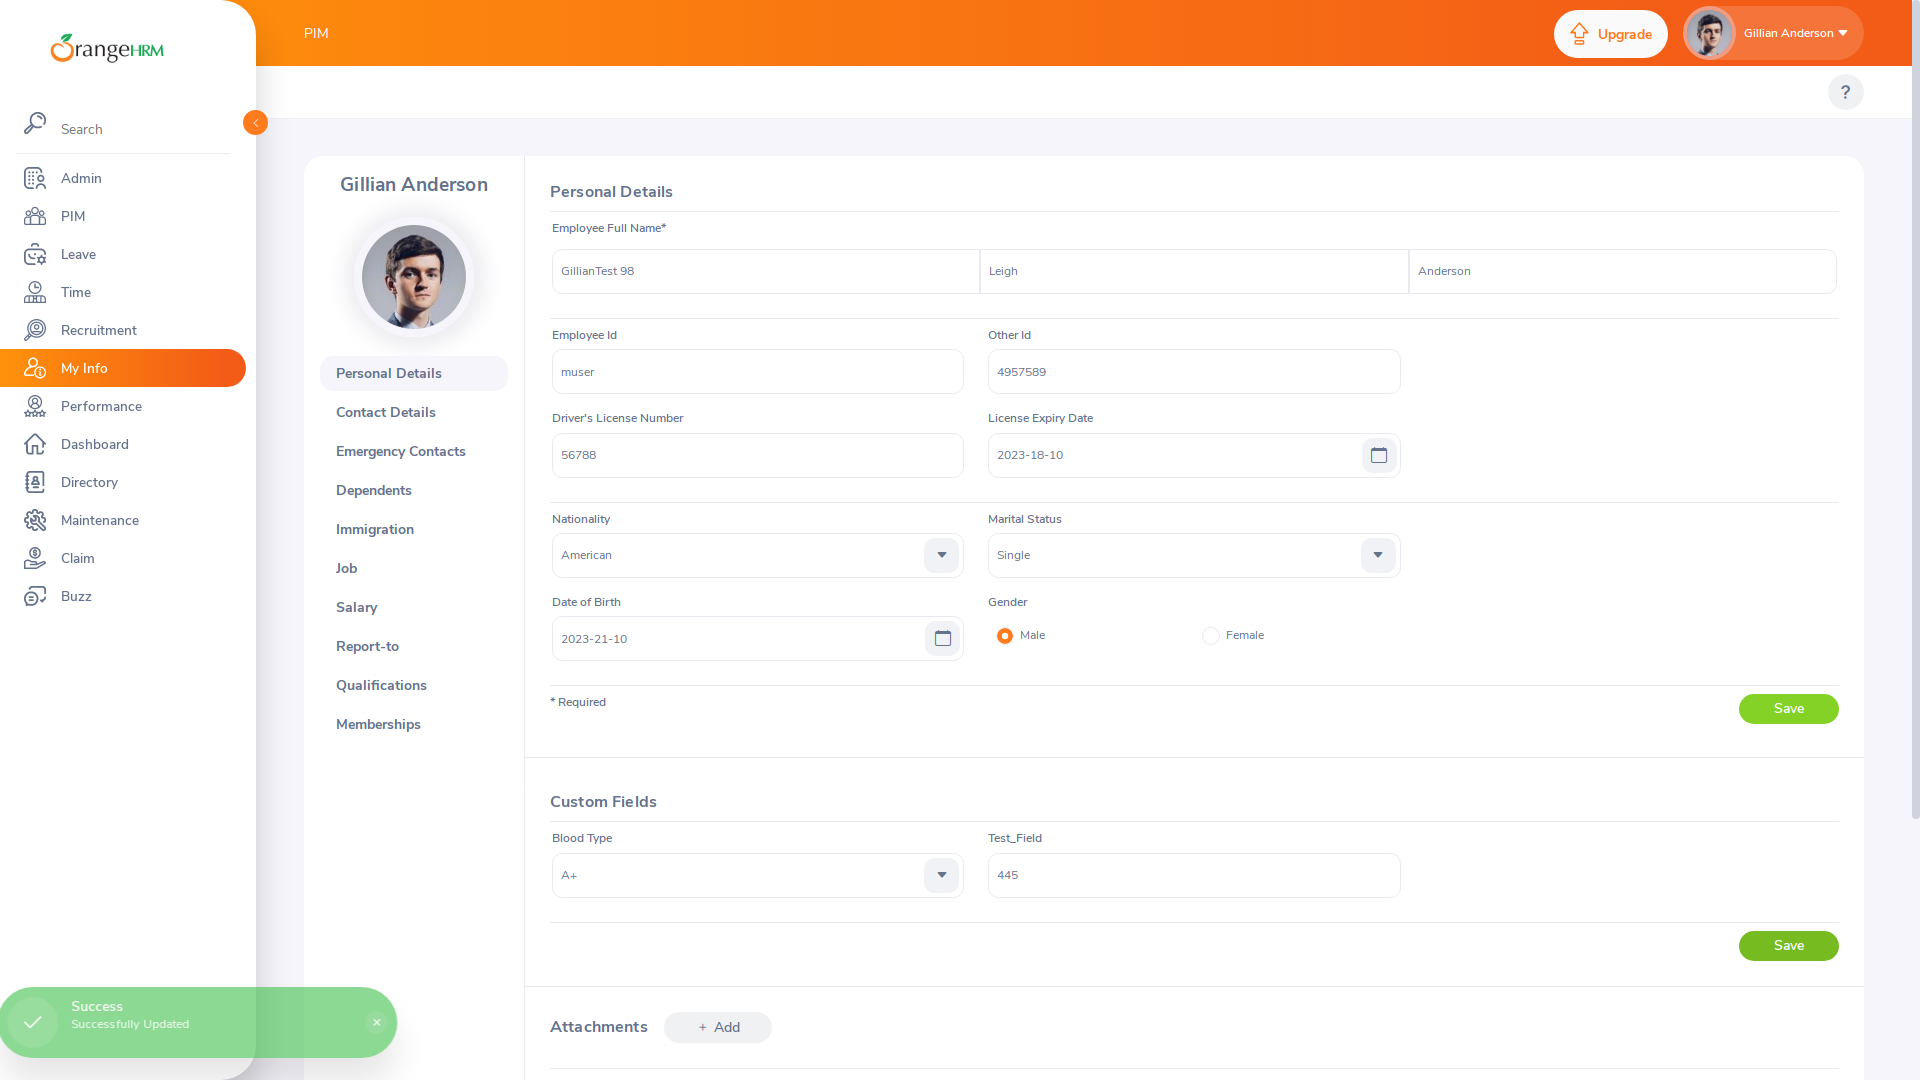 OrangeHRM
PIM
Upgrade
Gillian Anderson
?
Search
Admin
PIM
Leave
Time
Recruitment
My Info
Performance
Dashboard
Directory
Maintenance
Claim
Buzz
Gillian Anderson
Personal Details
Contact Details
Emergency Contacts
Dependents
Immigration
Job
Salary
Report-to
Qualifications
Memberships
Personal Details
Employee Full Name*
GillianTest 98 Leigh Anderson
Employee Id Other Id
muser 4957589
Driver's License Number License Expiry Date
56788 2023-18-10
Nationality Marital Status
American Single
Date of Birth Gender
2023-21-10 Male Female
* Required
Save
Custom Fields
Blood Type Test_Field
A+ 445
Save
Attachments + Add
Success
Successfully Updated